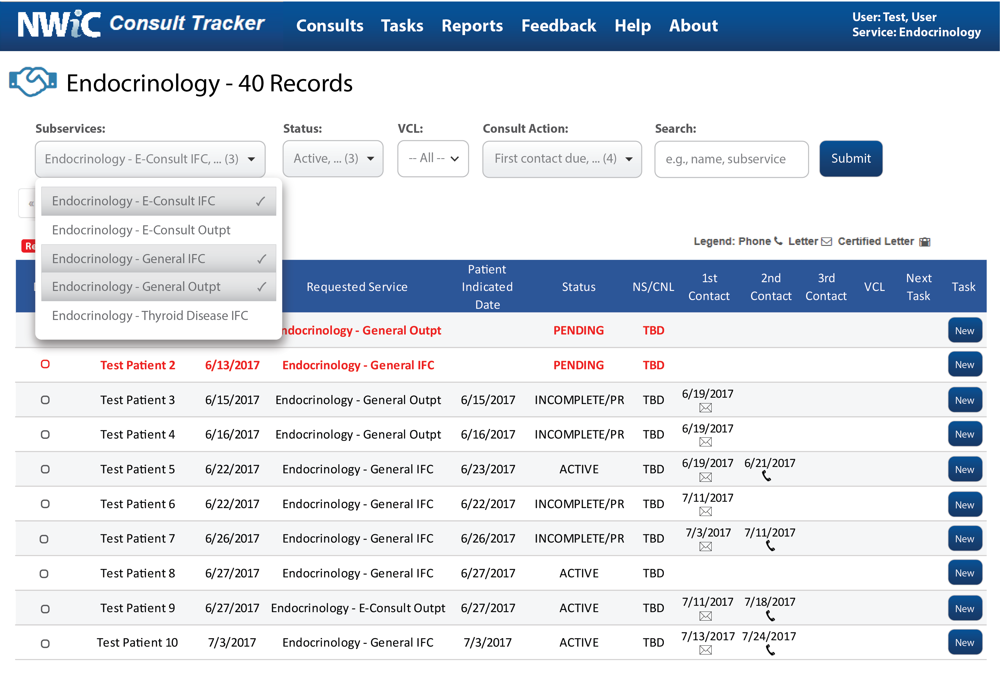 NWiC Consult Tracker Consults Tasks Reports Feedback Help About
User: Test, User
Service: Endocrinology
Endocrinology - 40 Records
Subservices: Status: VCL: Consult Action: Search:
Endocrinology - E-Consult IFC, ... (3) Active, ... (3) -- All -- First contact due, ... (4) e.g., name, subservice Submit
«
Endocrinology - E-Consult IFC ✓
Endocrinology - E-Consult Outpt
Endocrinology - General IFC ✓
Endocrinology - General Outpt ✓
Endocrinology - Thyroid Disease IFC
Legend: Phone Letter Certified Letter
Requested Service Patient Indicated Date Status NS/CNL 1st Contact 2nd Contact 3rd Contact VCL Next Task Task
ndocrinology - General Outpt PENDING TBD New
Test Patient 2 6/13/2017 Endocrinology - General IFC PENDING TBD New
Test Patient 3 6/15/2017 Endocrinology - General Outpt 6/15/2017 INCOMPLETE/PR TBD 6/19/2017 New
Test Patient 4 6/16/2017 Endocrinology - General Outpt 6/16/2017 INCOMPLETE/PR TBD 6/19/2017 New
Test Patient 5 6/22/2017 Endocrinology - General IFC 6/23/2017 ACTIVE TBD 6/19/2017 6/21/2017 New
Test Patient 6 6/22/2017 Endocrinology - General IFC 6/22/2017 INCOMPLETE/PR TBD 7/11/2017 New
Test Patient 7 6/26/2017 Endocrinology - General IFC 6/26/2017 INCOMPLETE/PR TBD 7/3/2017 7/11/2017 New
Test Patient 8 6/27/2017 Endocrinology - General IFC 6/27/2017 ACTIVE TBD New
Test Patient 9 6/27/2017 Endocrinology - E-Consult Outpt 6/27/2017 ACTIVE TBD 7/11/2017 7/18/2017 New
Test Patient 10 7/3/2017 Endocrinology - General IFC 7/3/2017 ACTIVE TBD 7/13/2017 7/24/2017 New